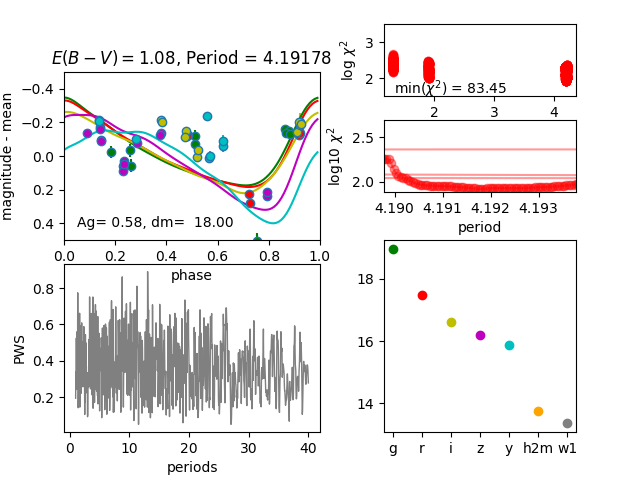 E(B − V) = 1.08, Period = 4.19178
magnitude - mean
−0.4
−0.2
0.0
0.2
0.4
Ag= 0.58, dm=  18.00
0.0 0.2 0.4 0.6 0.8 1.0
phase
log χ²
3
2
min(χ²) = 83.45
2 3 4
log10 χ²
2.5
2.0
4.190 4.191 4.192 4.193
period
PWS
0.8
0.6
0.4
0.2
0 10 20 30 40
periods
18
16
14
g r i z y h2m w1